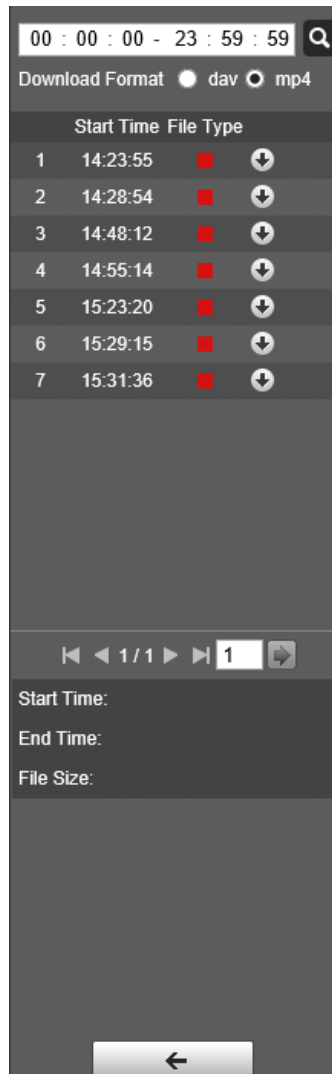 00 : 00 : 00 - 23 : 59 : 59
Download Format dav mp4
Start Time File Type
1 14:23:55
2 14:28:54
3 14:48:12
4 14:55:14
5 15:23:20
6 15:29:15
7 15:31:36
1 / 1 1
Start Time:
End Time:
File Size: